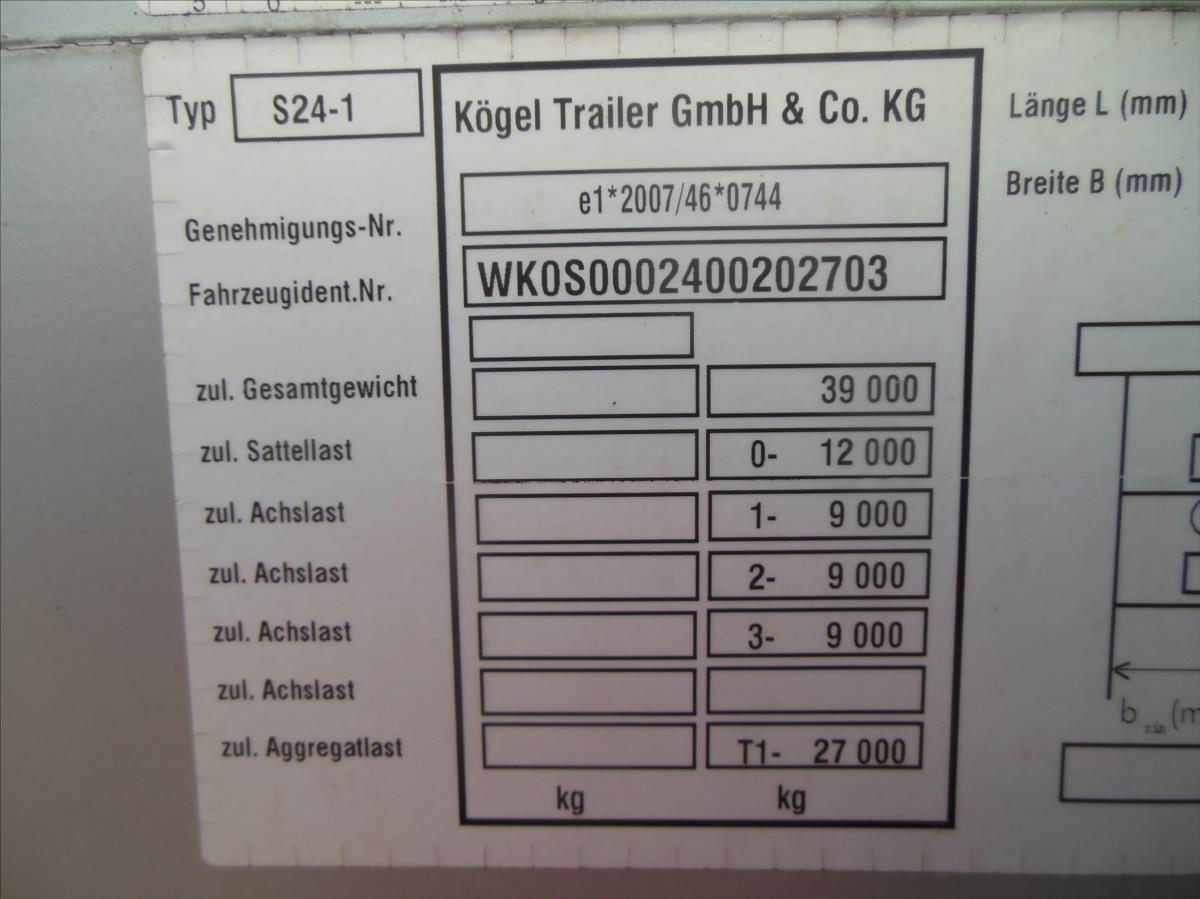 Typ S24-1
Kögel Trailer GmbH & Co. KG
Länge L (mm)
Breite B (mm)
Genehmigungs-Nr. e1*2007/46*0744
Fahrzeugident.Nr. WK0S0002400202703
zul. Gesamtgewicht 39 000
zul. Sattellast 0- 12 000
zul. Achslast 1- 9 000
zul. Achslast 2- 9 000
zul. Achslast 3- 9 000
zul. Achslast
zul. Aggregatlast T1- 27 000
kg kg
b min